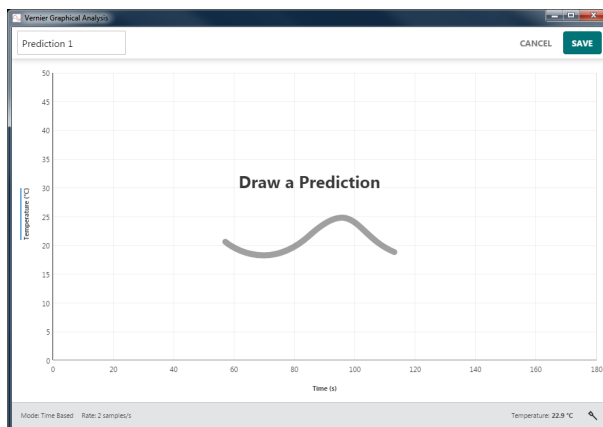 Vernier Graphical Analysis
Prediction 1
CANCEL
SAVE
50
45
40
35
30
25
20
15
10
5
0
Temperature (°C)
Draw a Prediction
0 20 40 60 80 100 120 140 160 180
Time (s)
Mode: Time Based Rate: 2 samples/s Temperature: 22.9 °C